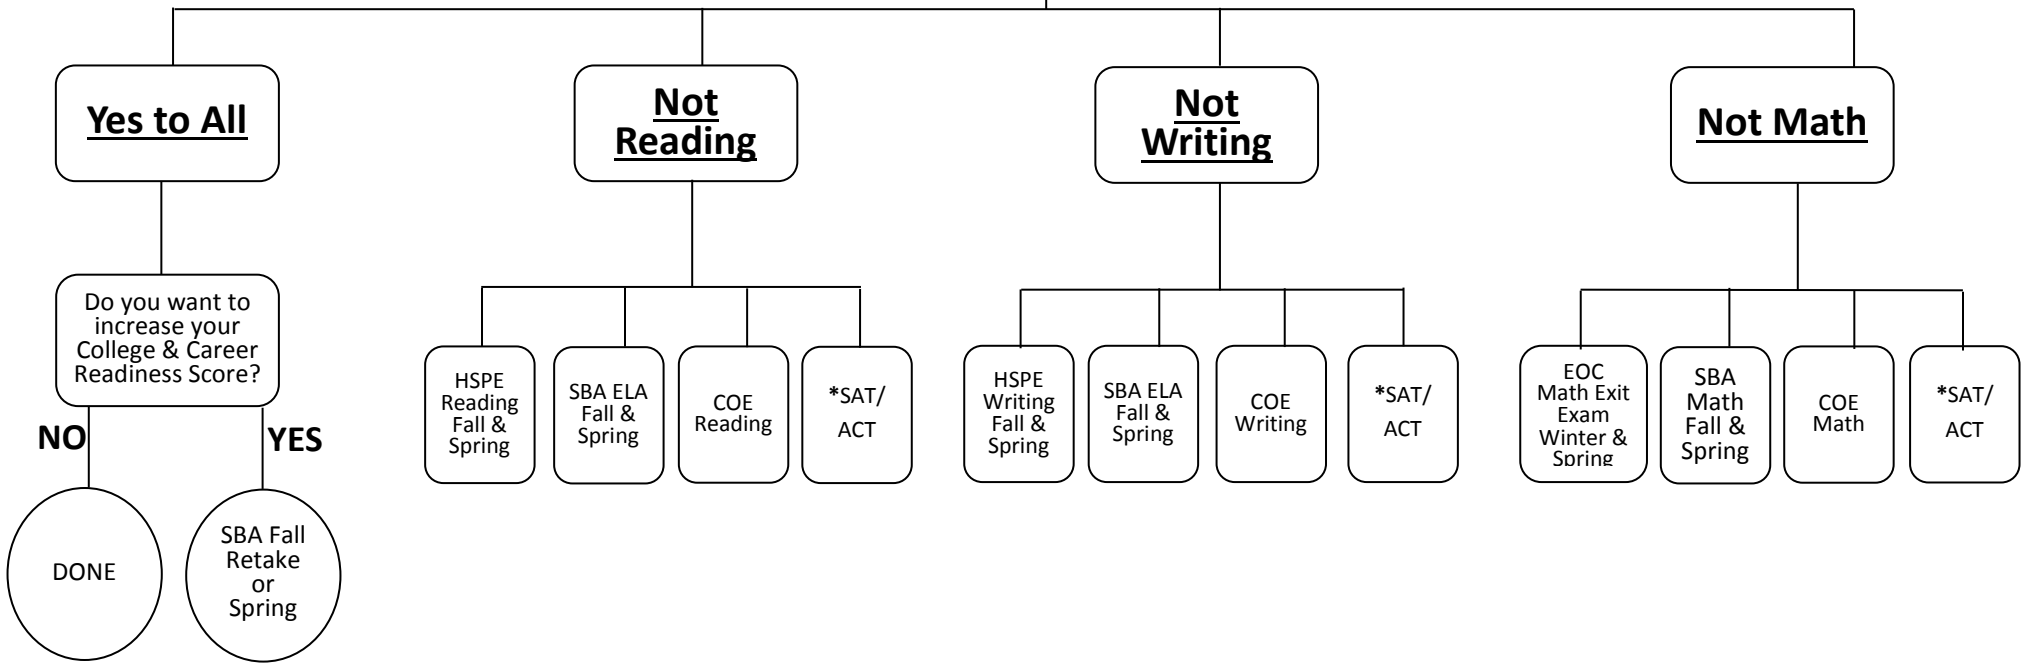 Yes to All
Not
Reading
Not
Writing
Not Math
Do you want to
increase your
College & Career
Readiness Score?
NO
YES
DONE
SBA Fall
Retake
or
Spring
HSPE
Reading
Fall &
Spring
SBA ELA
Fall &
Spring
COE
Reading
*SAT/
ACT
HSPE
Writing
Fall &
Spring
SBA ELA
Fall &
Spring
COE
Writing
*SAT/
ACT
EOC
Math Exit
Exam
Winter &
Spring
SBA
Math
Fall &
Spring
COE
Math
*SAT/
ACT